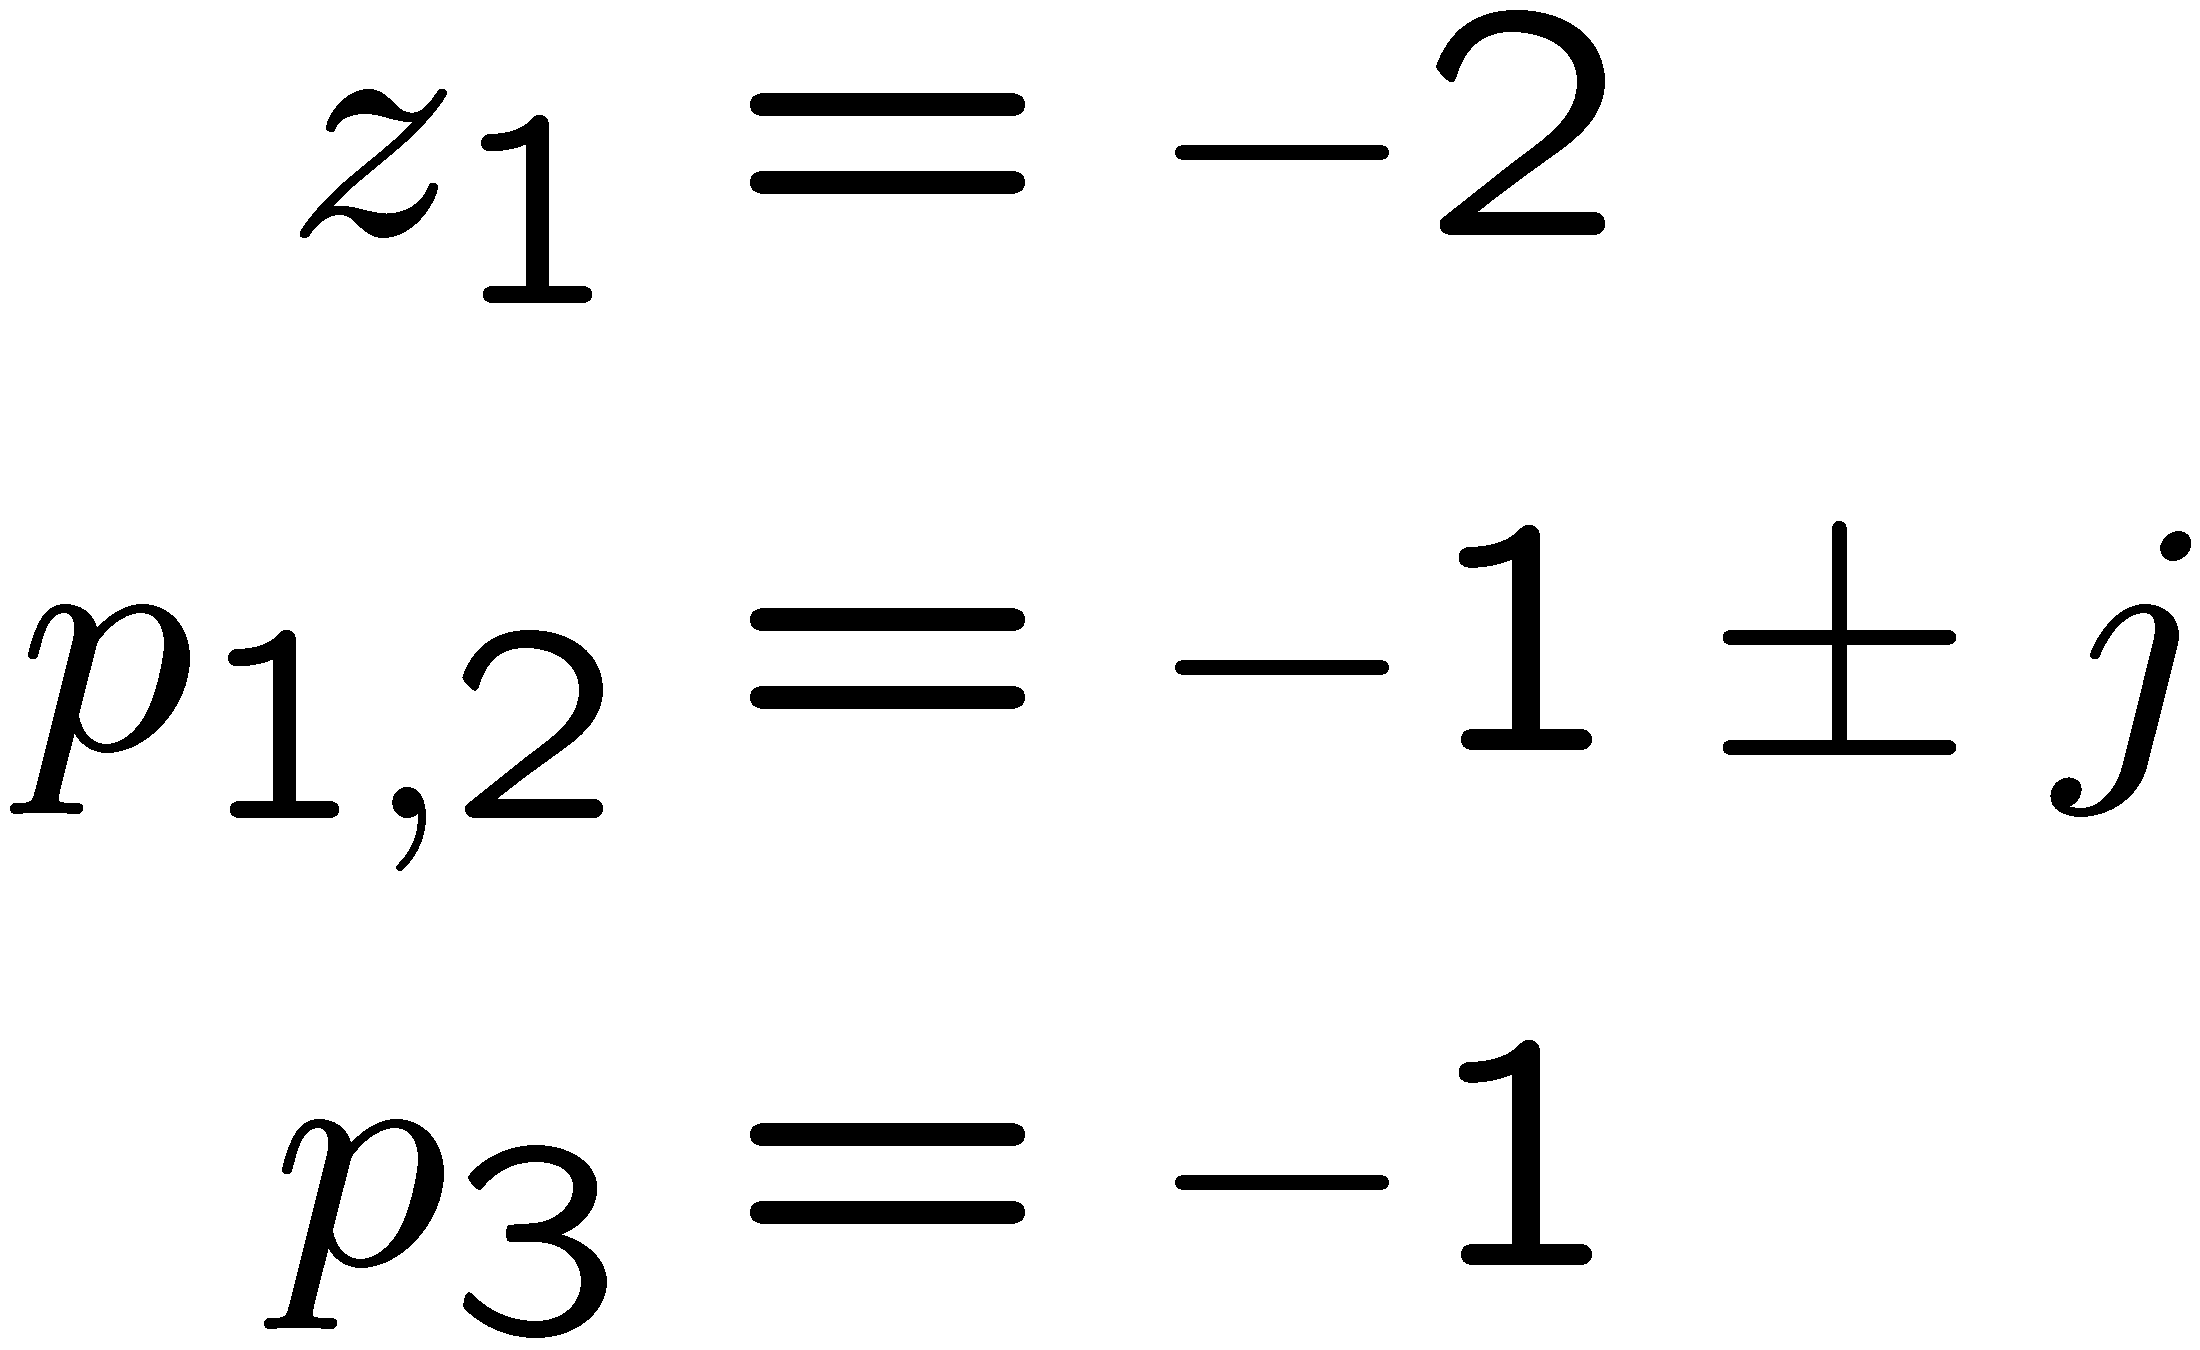 z₁ = −2
p₁,₂ = −1 ± j
p₃ = −1